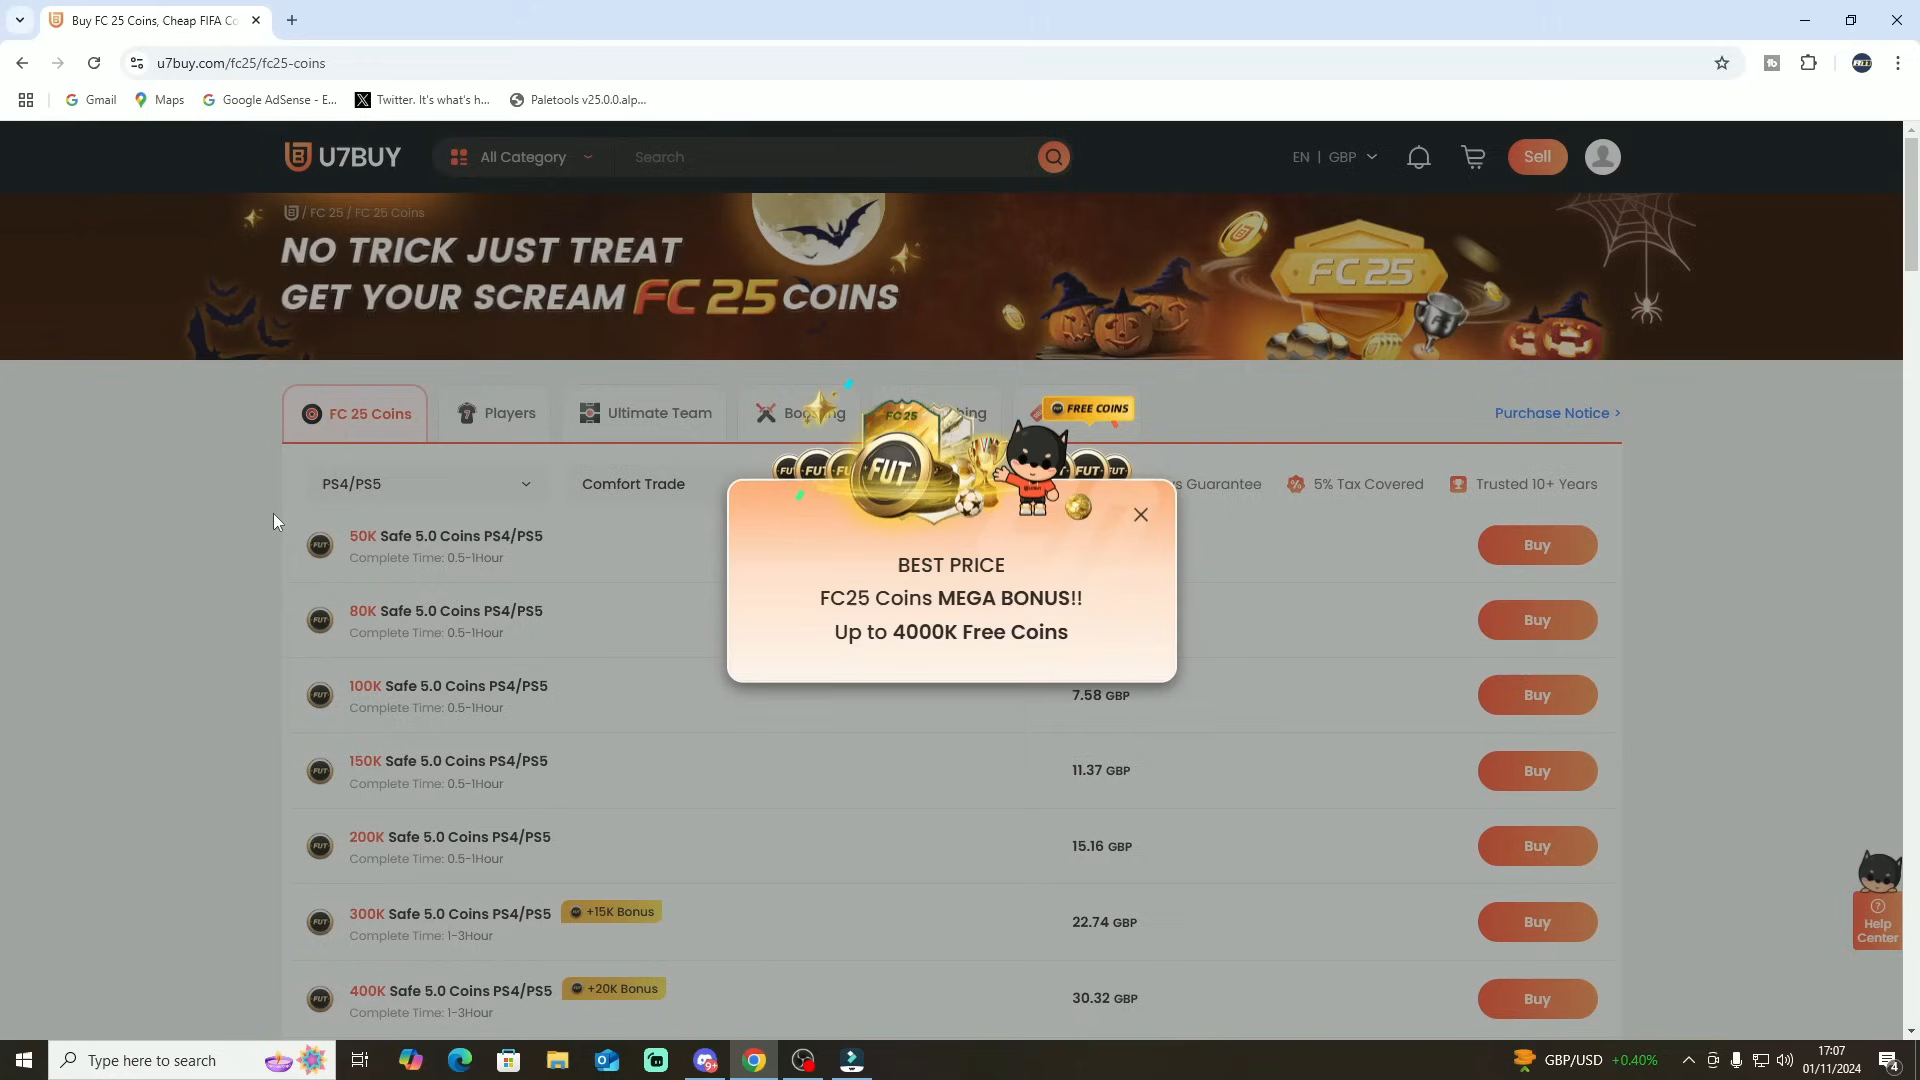 Buy FC 25 Coins, Cheap FIFA Co
u7buy.com/fc25/fc25-coins
Gmail
Maps
Google AdSense - E...
Twitter. It's what's h...
Paletools v25.0.0.alp...
U7BUY
All Category
Search
EN | GBP
Sell
/ FC 25 / FC 25 Coins
NO TRICK JUST TREAT
GET YOUR SCREAM FC 25 COINS
FC 25
FC 25 Coins
Players
Ultimate Team
FREE COINS
Purchase Notice >
FC25
FUT
PS4/PS5
Comfort Trade
Guarantee
5% Tax Covered
Trusted 10+ Years
BEST PRICE
FC25 Coins MEGA BONUS!!
Up to 4000K Free Coins
50K Safe 5.0 Coins PS4/PS5
Complete Time: 0.5-1Hour
Buy
80K Safe 5.0 Coins PS4/PS5
Complete Time: 0.5-1Hour
Buy
100K Safe 5.0 Coins PS4/PS5
Complete Time: 0.5-1Hour
7.58 GBP
Buy
150K Safe 5.0 Coins PS4/PS5
Complete Time: 0.5-1Hour
11.37 GBP
Buy
200K Safe 5.0 Coins PS4/PS5
Complete Time: 0.5-1Hour
15.16 GBP
Buy
300K Safe 5.0 Coins PS4/PS5
+15K Bonus
Complete Time: 1-3Hour
22.74 GBP
Buy
400K Safe 5.0 Coins PS4/PS5
+20K Bonus
Complete Time: 1-3Hour
30.32 GBP
Buy
Help
Center
Type here to search
9+
GBP/USD +0.40%
17:07
01/11/2024
4